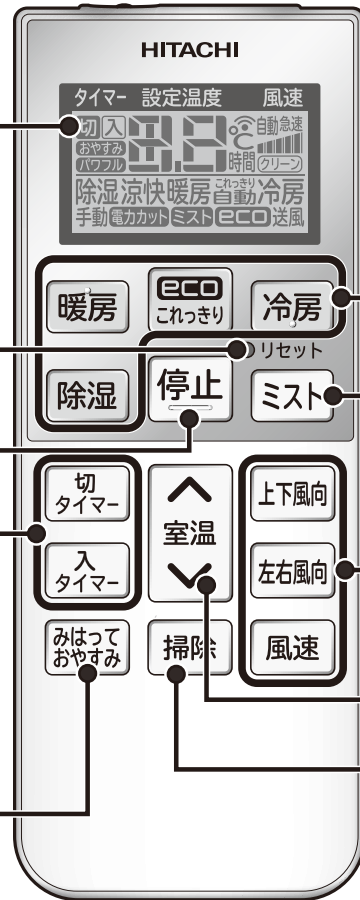 HITACHI
タイマー 設定温度 風速
切 入 8.8 ℃ 自動 急速
おやすみ
パワフル 時間 クリーン
除湿 涼快 暖房 これっきり自動 冷房
手動 電力カット ミスト eco 送風
暖房
eco
これっきり
冷房
リセット
除湿
停止
ミスト
切
タイマー
室温
上下風向
入
タイマー
左右風向
みはって
おやすみ
掃除
風速